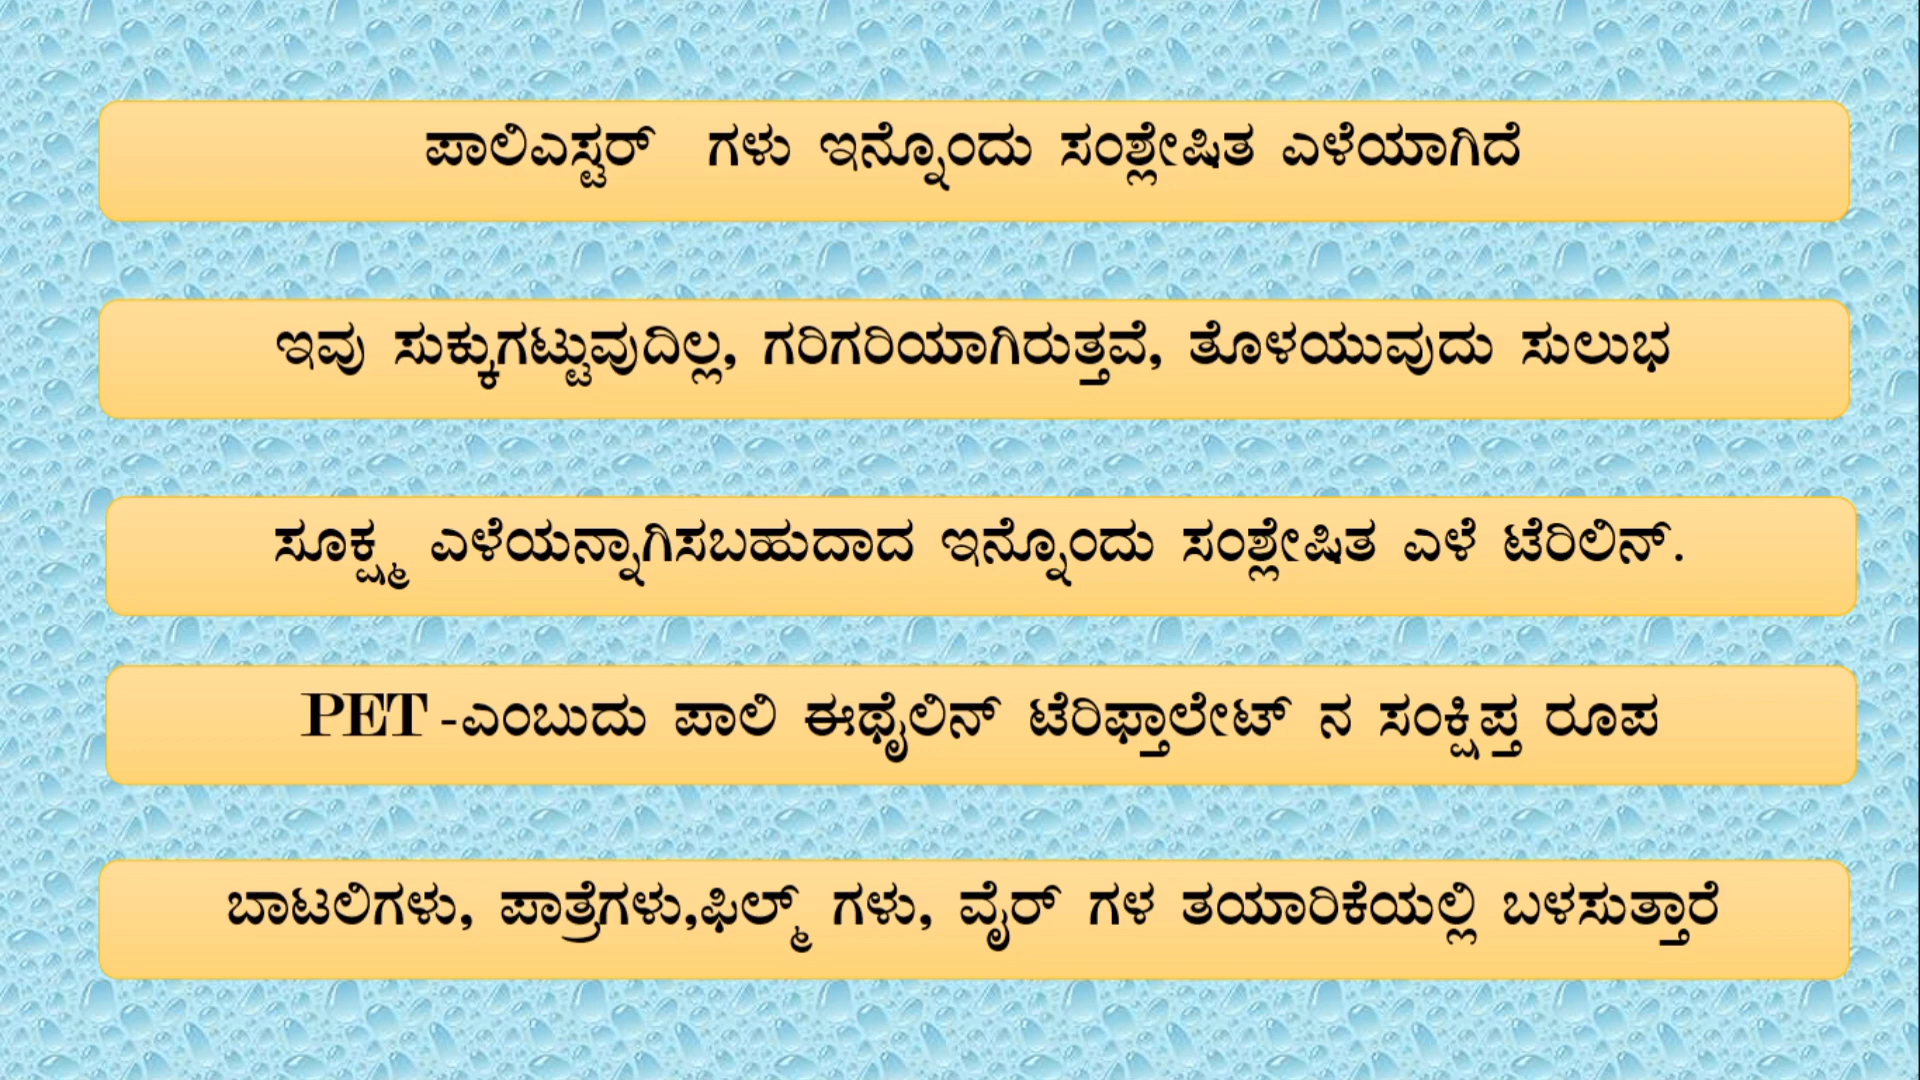 ಪಾಲಿಎಸ್ಟರ್ ಗಳು ಇನ್ನೊಂದು ಸಂಶ್ಲೇಷಿತ ಎಳೆಯಾಗಿದೆ
ಇವು ಸುಕ್ಕುಗಟ್ಟುವುದಿಲ್ಲ, ಗರಿಗರಿಯಾಗಿರುತ್ತವೆ, ತೊಳಯುವುದು ಸುಲುಭ
ಸೂಕ್ಷ್ಮ ಎಳೆಯನ್ನಾಗಿಸಬಹುದಾದ ಇನ್ನೊಂದು ಸಂಶ್ಲೇಷಿತ ಎಳೆ ಟೆರಿಲಿನ್.
PET -ಎಂಬುದು ಪಾಲಿ ಈಥೈಲಿನ್ ಟೆರಿಫ್ತಾಲೇಟ್ ನ ಸಂಕ್ಷಿಪ್ತ ರೂಪ
ಬಾಟಲಿಗಳು, ಪಾತ್ರೆಗಳು,ಫಿಲ್ಮ್ ಗಳು, ವೈರ್ ಗಳ ತಯಾರಿಕೆಯಲ್ಲಿ ಬಳಸುತ್ತಾರೆ